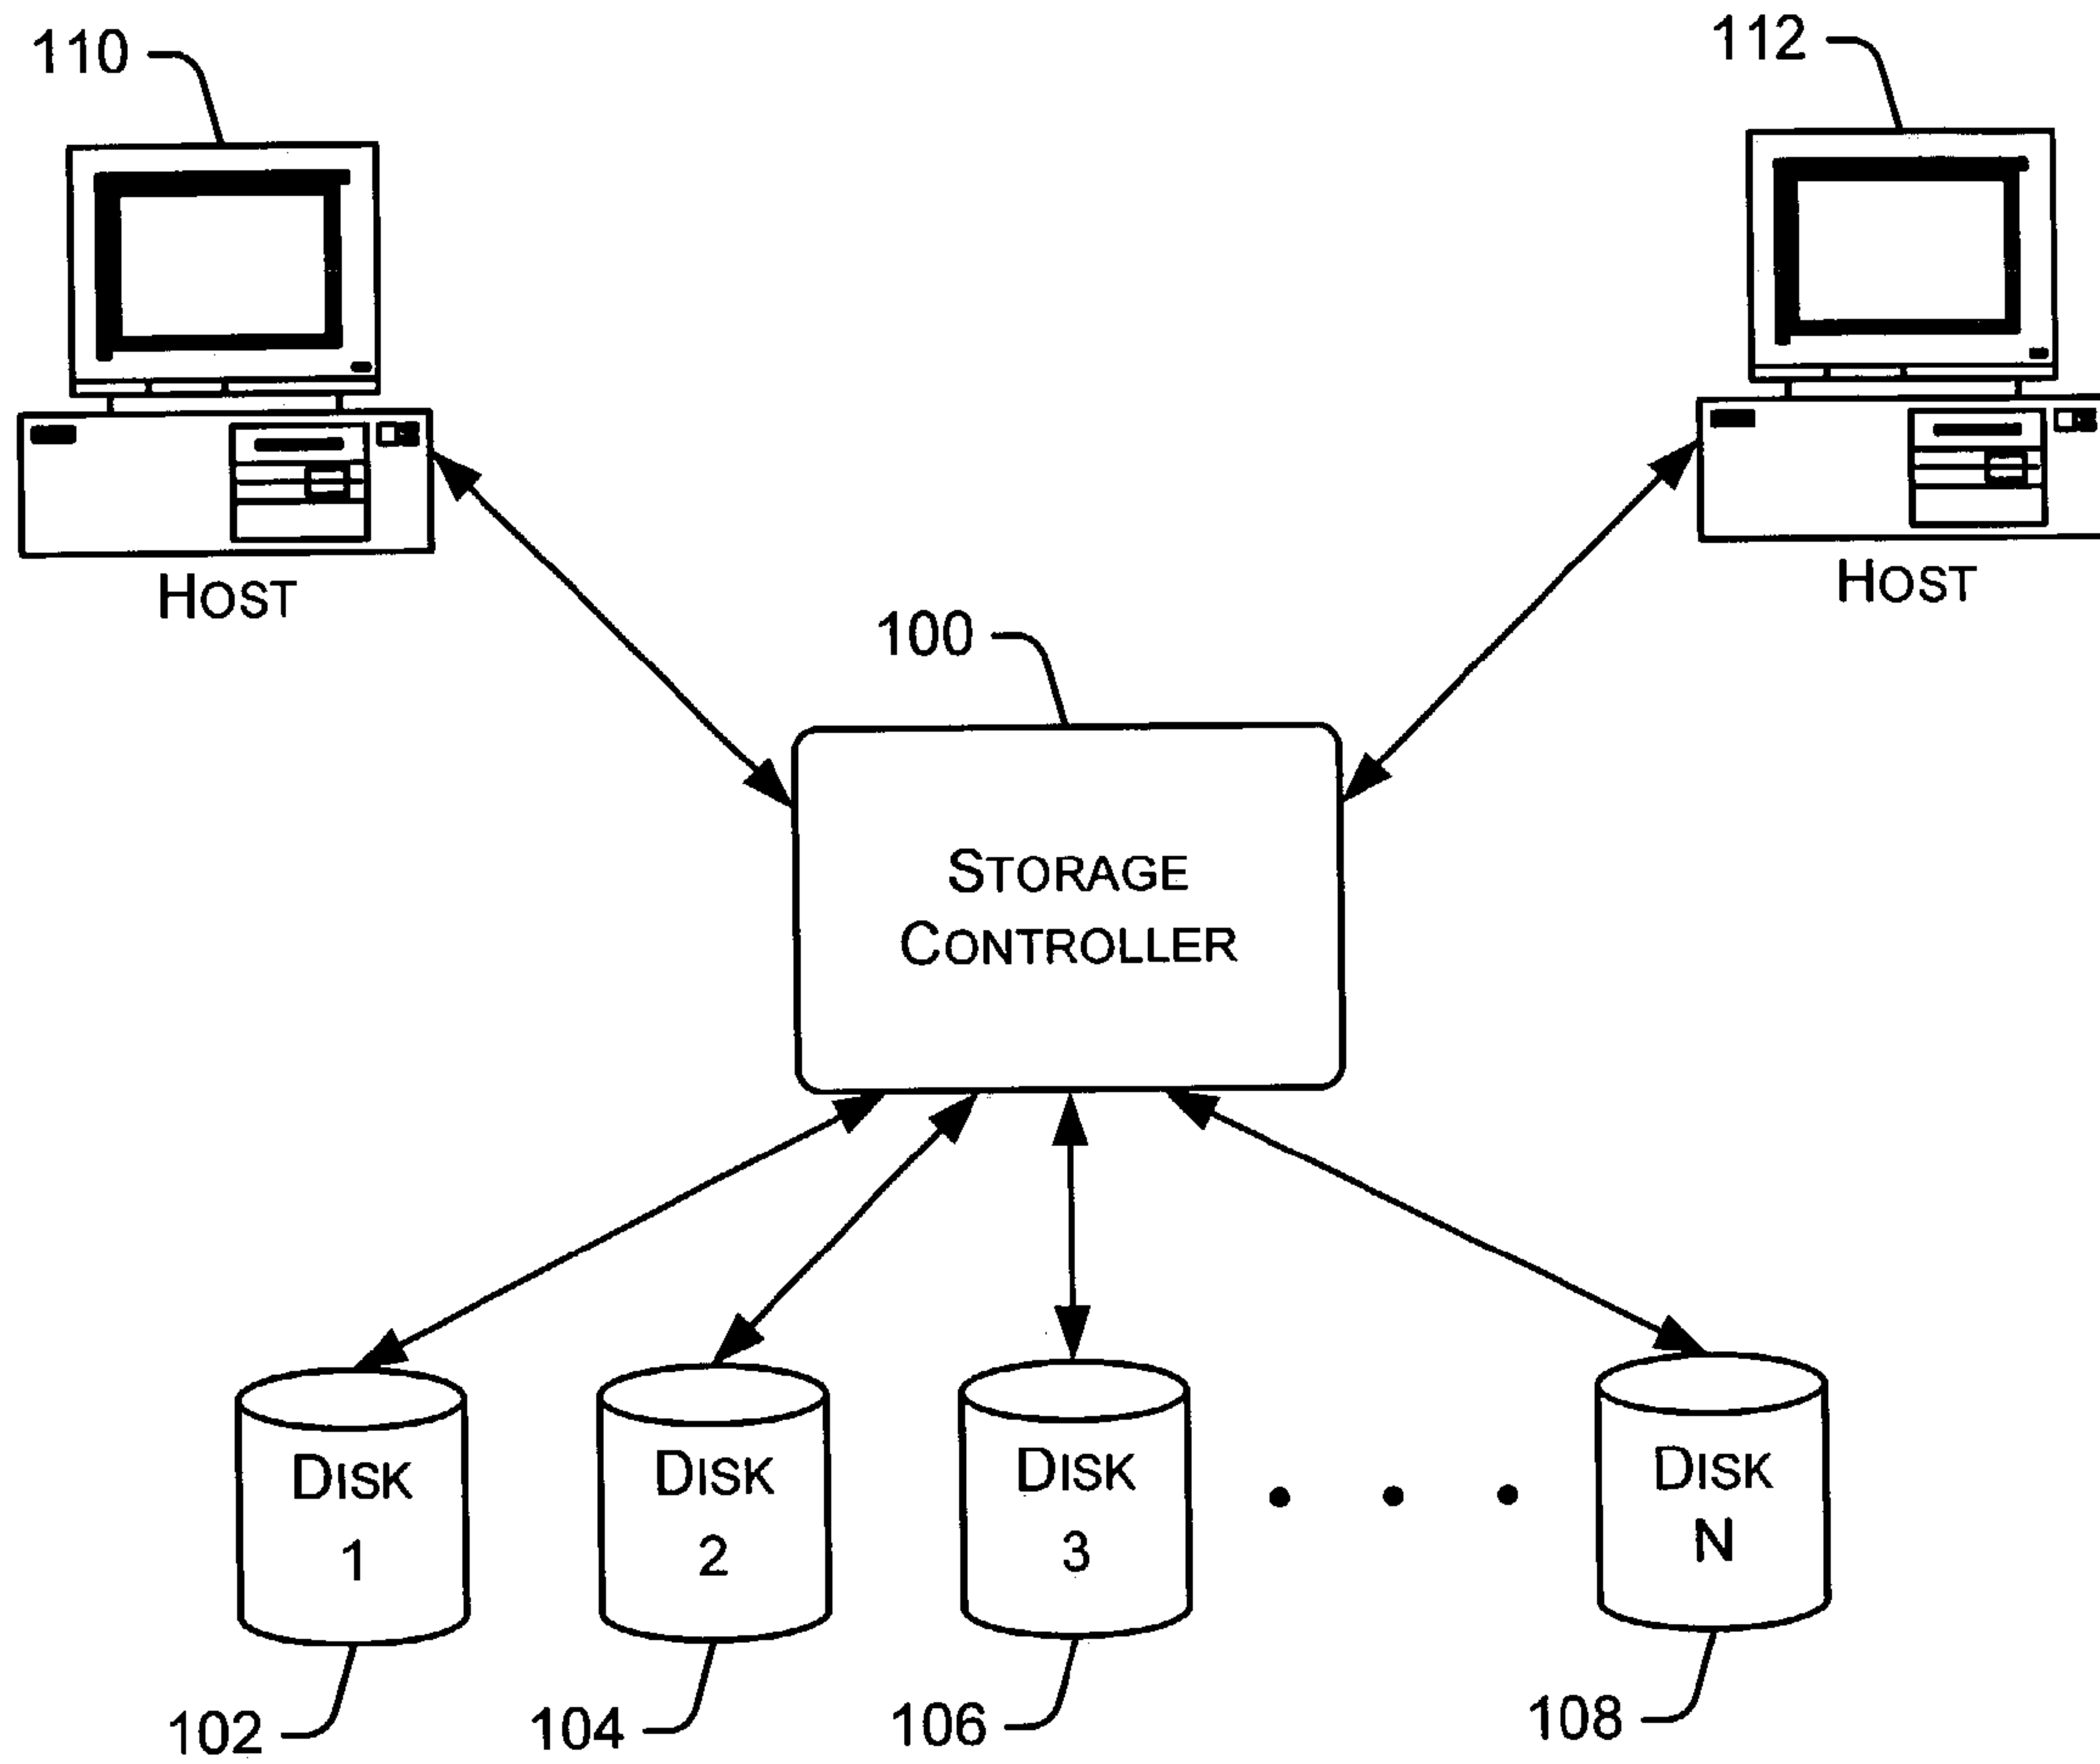 110
112
HOST
HOST
100
STORAGE
CONTROLLER
DISK
1
DISK
2
DISK
3
DISK
N
102
104
106
108